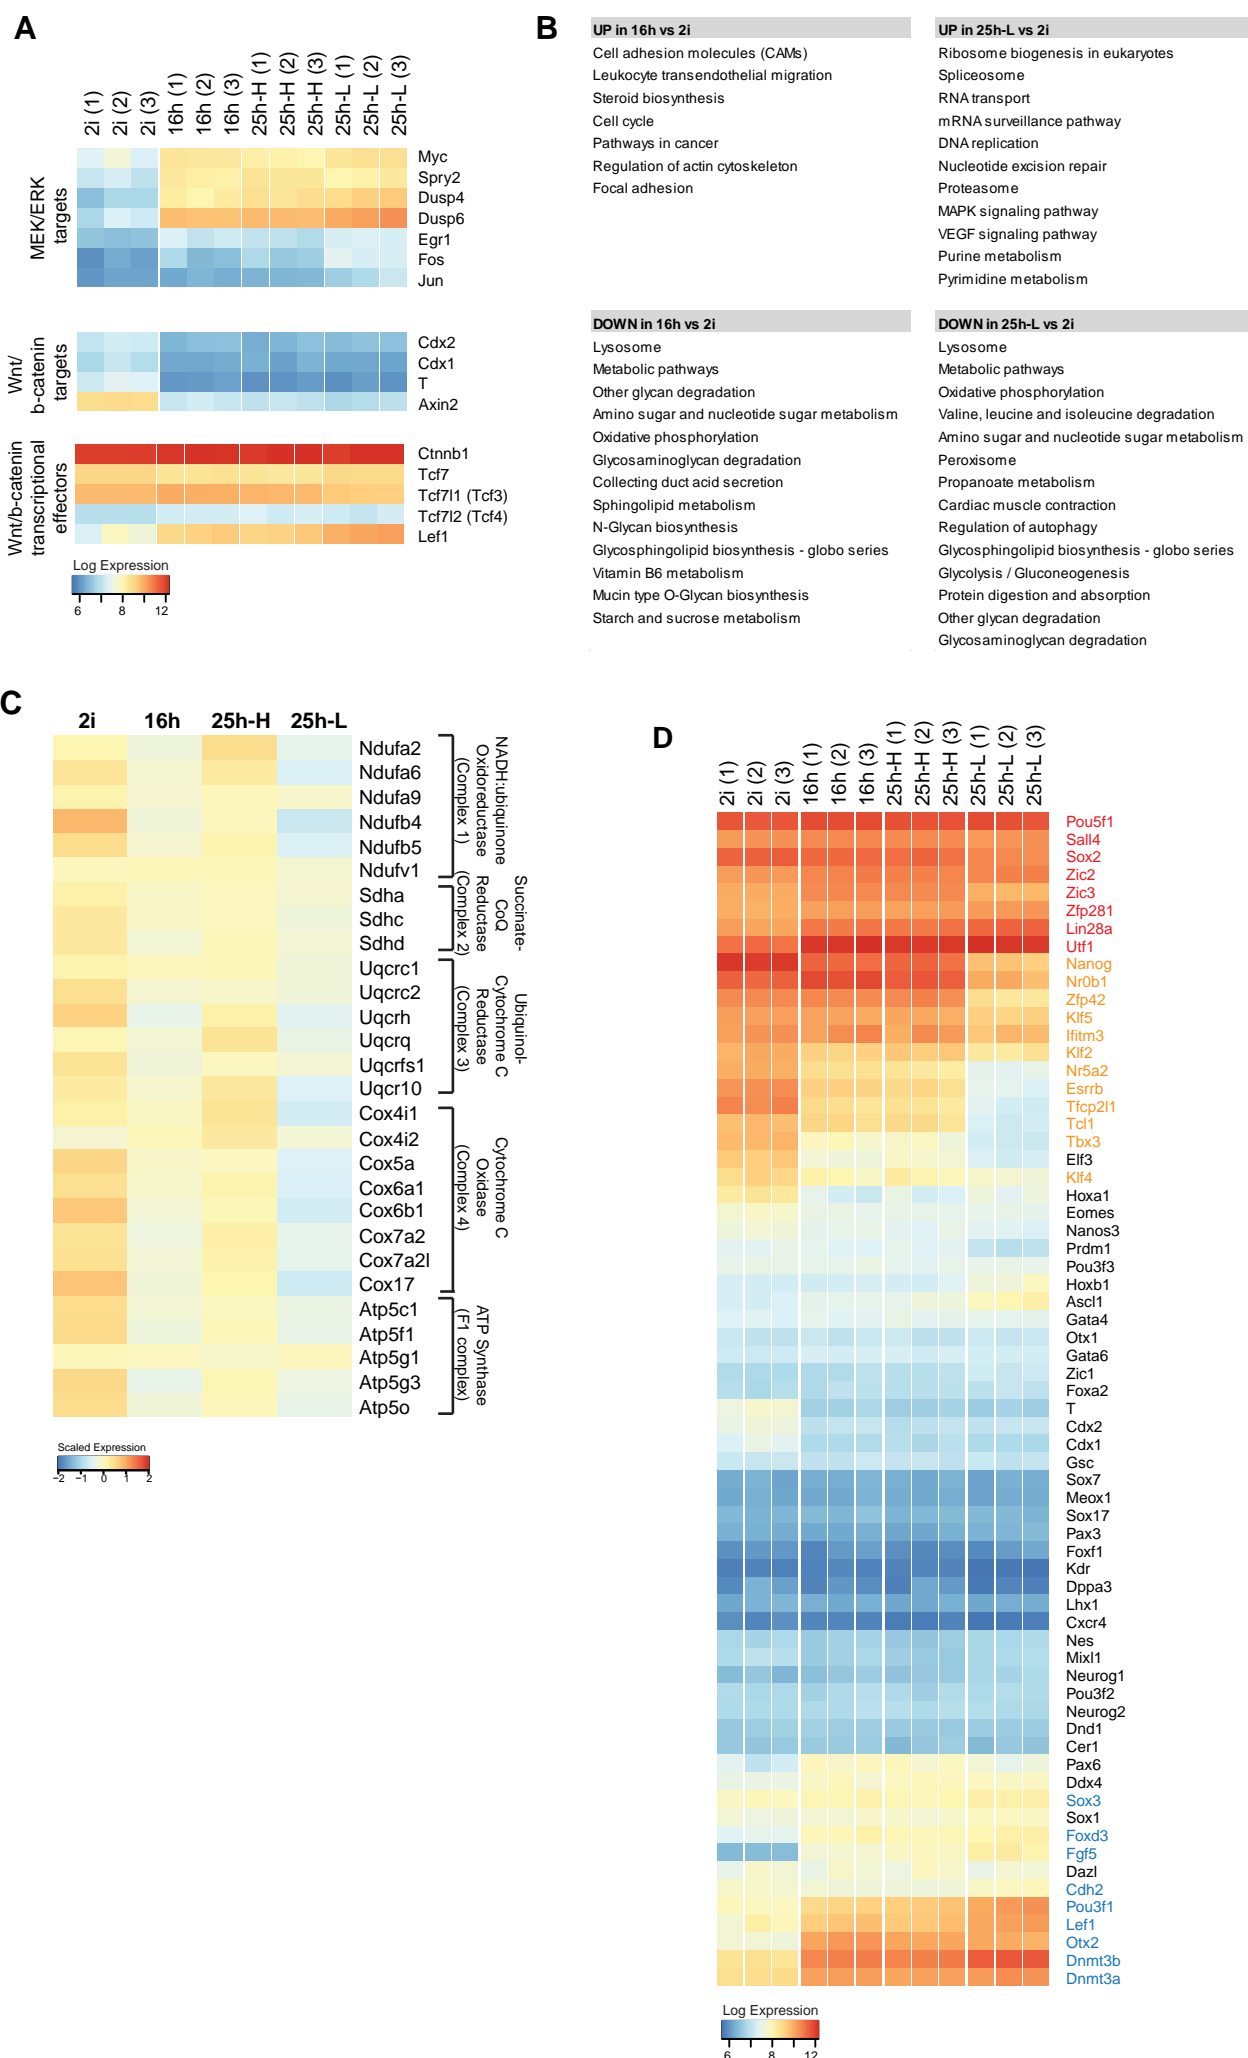 A
2i (1)
2i (2)
2i (3)
16h (1)
16h (2)
16h (3)
25h-H (1)
25h-H (2)
25h-H (3)
25h-L (1)
25h-L (2)
25h-L (3)
MEK/ERK
targets
Myc
Spry2
Dusp4
Dusp6
Egr1
Fos
Jun
Wnt/
b-catenin
targets
Cdx2
Cdx1
T
Axin2
Wnt/b-catenin
transcriptional
effectors
Ctnnb1
Tcf7
Tcf7l1 (Tcf3)
Tcf7l2 (Tcf4)
Lef1
Log Expression
6 8 12
B
UP in 16h vs 2i
Cell adhesion molecules (CAMs)
Leukocyte transendothelial migration
Steroid biosynthesis
Cell cycle
Pathways in cancer
Regulation of actin cytoskeleton
Focal adhesion
UP in 25h-L vs 2i
Ribosome biogenesis in eukaryotes
Spliceosome
RNA transport
mRNA surveillance pathway
DNA replication
Nucleotide excision repair
Proteasome
MAPK signaling pathway
VEGF signaling pathway
Purine metabolism
Pyrimidine metabolism
DOWN in 16h vs 2i
Lysosome
Metabolic pathways
Other glycan degradation
Amino sugar and nucleotide sugar metabolism
Oxidative phosphorylation
Glycosaminoglycan degradation
Collecting duct acid secretion
Sphingolipid metabolism
N-Glycan biosynthesis
Glycosphingolipid biosynthesis - globo series
Vitamin B6 metabolism
Mucin type O-Glycan biosynthesis
Starch and sucrose metabolism
DOWN in 25h-L vs 2i
Lysosome
Metabolic pathways
Oxidative phosphorylation
Valine, leucine and isoleucine degradation
Amino sugar and nucleotide sugar metabolism
Peroxisome
Propanoate metabolism
Cardiac muscle contraction
Regulation of autophagy
Glycosphingolipid biosynthesis - globo series
Glycolysis / Gluconeogenesis
Protein digestion and absorption
Other glycan degradation
Glycosaminoglycan degradation
C
2i 16h 25h-H 25h-L
Ndufa2
Ndufa6
Ndufa9
Ndufb4
Ndufb5
Ndufv1
Sdha
Sdhc
Sdhd
Uqcrc1
Uqcrc2
Uqcrh
Uqcrq
Uqcrfs1
Uqcr10
Cox4i1
Cox4i2
Cox5a
Cox6a1
Cox6b1
Cox7a2
Cox7a2l
Cox17
Atp5c1
Atp5f1
Atp5g1
Atp5g3
Atp5o
NADH:ubiquinone
Oxidoreductase
(Complex 1)
Succinate-
CoQ
Reductase
(Complex 2)
Ubiquinol-
Cytochrome C
Reductase
(Complex 3)
Cytochrome C
Oxidase
(Complex 4)
ATP Synthase
(F1 complex)
Scaled Expression
−2 −1 0 1 2
D
2i (1)
2i (2)
2i (3)
16h (1)
16h (2)
16h (3)
25h-H (1)
25h-H (2)
25h-H (3)
25h-L (1)
25h-L (2)
25h-L (3)
Pou5f1
Sall4
Sox2
Zic2
Zic3
Zfp281
Lin28a
Utf1
Nanog
Nr0b1
Zfp42
Klf5
Ifitm3
Klf2
Nr5a2
Esrrb
Tfcp2l1
Tcl1
Tbx3
Elf3
Klf4
Hoxa1
Eomes
Nanos3
Prdm1
Pou3f3
Hoxb1
Ascl1
Gata4
Otx1
Gata6
Zic1
Foxa2
T
Cdx2
Cdx1
Gsc
Sox7
Meox1
Sox17
Pax3
Foxf1
Kdr
Dppa3
Lhx1
Cxcr4
Nes
Mixl1
Neurog1
Pou3f2
Neurog2
Dnd1
Cer1
Pax6
Ddx4
Sox3
Sox1
Foxd3
Fgf5
Dazl
Cdh2
Pou3f1
Lef1
Otx2
Dnmt3b
Dnmt3a
Log Expression
6 8 12